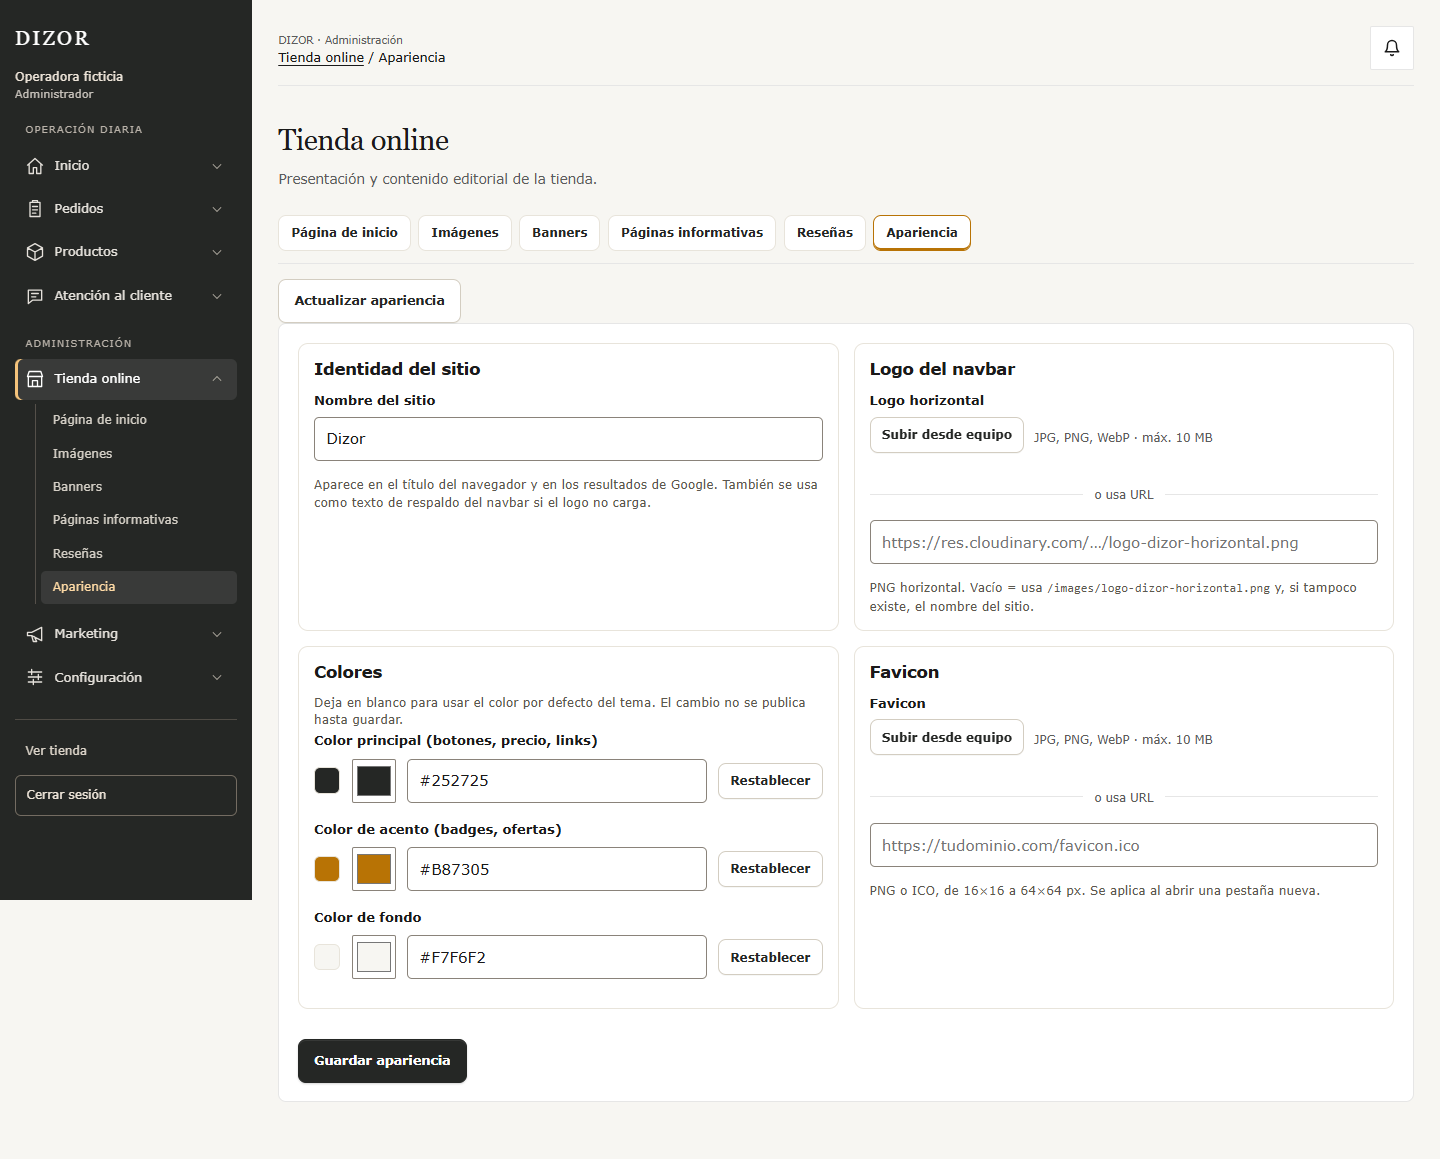 DIZOR
Operadora ficticia
Administrador
OPERACIÓN DIARIA
Inicio
Pedidos
Productos
Atención al cliente
ADMINISTRACIÓN
Tienda online
Página de inicio
Imágenes
Banners
Páginas informativas
Reseñas
Apariencia
Marketing
Configuración
Ver tienda
Cerrar sesión
DIZOR · Administración
Tienda online / Apariencia
Tienda online
Presentación y contenido editorial de la tienda.
Página de inicio
Imágenes
Banners
Páginas informativas
Reseñas
Apariencia
Actualizar apariencia
Identidad del sitio
Nombre del sitio
Dizor
Aparece en el título del navegador y en los resultados de Google. También se usa
como texto de respaldo del navbar si el logo no carga.
Logo del navbar
Logo horizontal
Subir desde equipo
JPG, PNG, WebP · máx. 10 MB
o usa URL
https://res.cloudinary.com/.../logo-dizor-horizontal.png
PNG horizontal. Vacío = usa /images/logo-dizor-horizontal.png y, si tampoco
existe, el nombre del sitio.
Colores
Deja en blanco para usar el color por defecto del tema. El cambio no se publica
hasta guardar.
Color principal (botones, precio, links)
#252725
Restablecer
Color de acento (badges, ofertas)
#B87305
Restablecer
Color de fondo
#F7F6F2
Restablecer
Favicon
Favicon
Subir desde equipo
JPG, PNG, WebP · máx. 10 MB
o usa URL
https://tudominio.com/favicon.ico
PNG o ICO, de 16×16 a 64×64 px. Se aplica al abrir una pestaña nueva.
Guardar apariencia